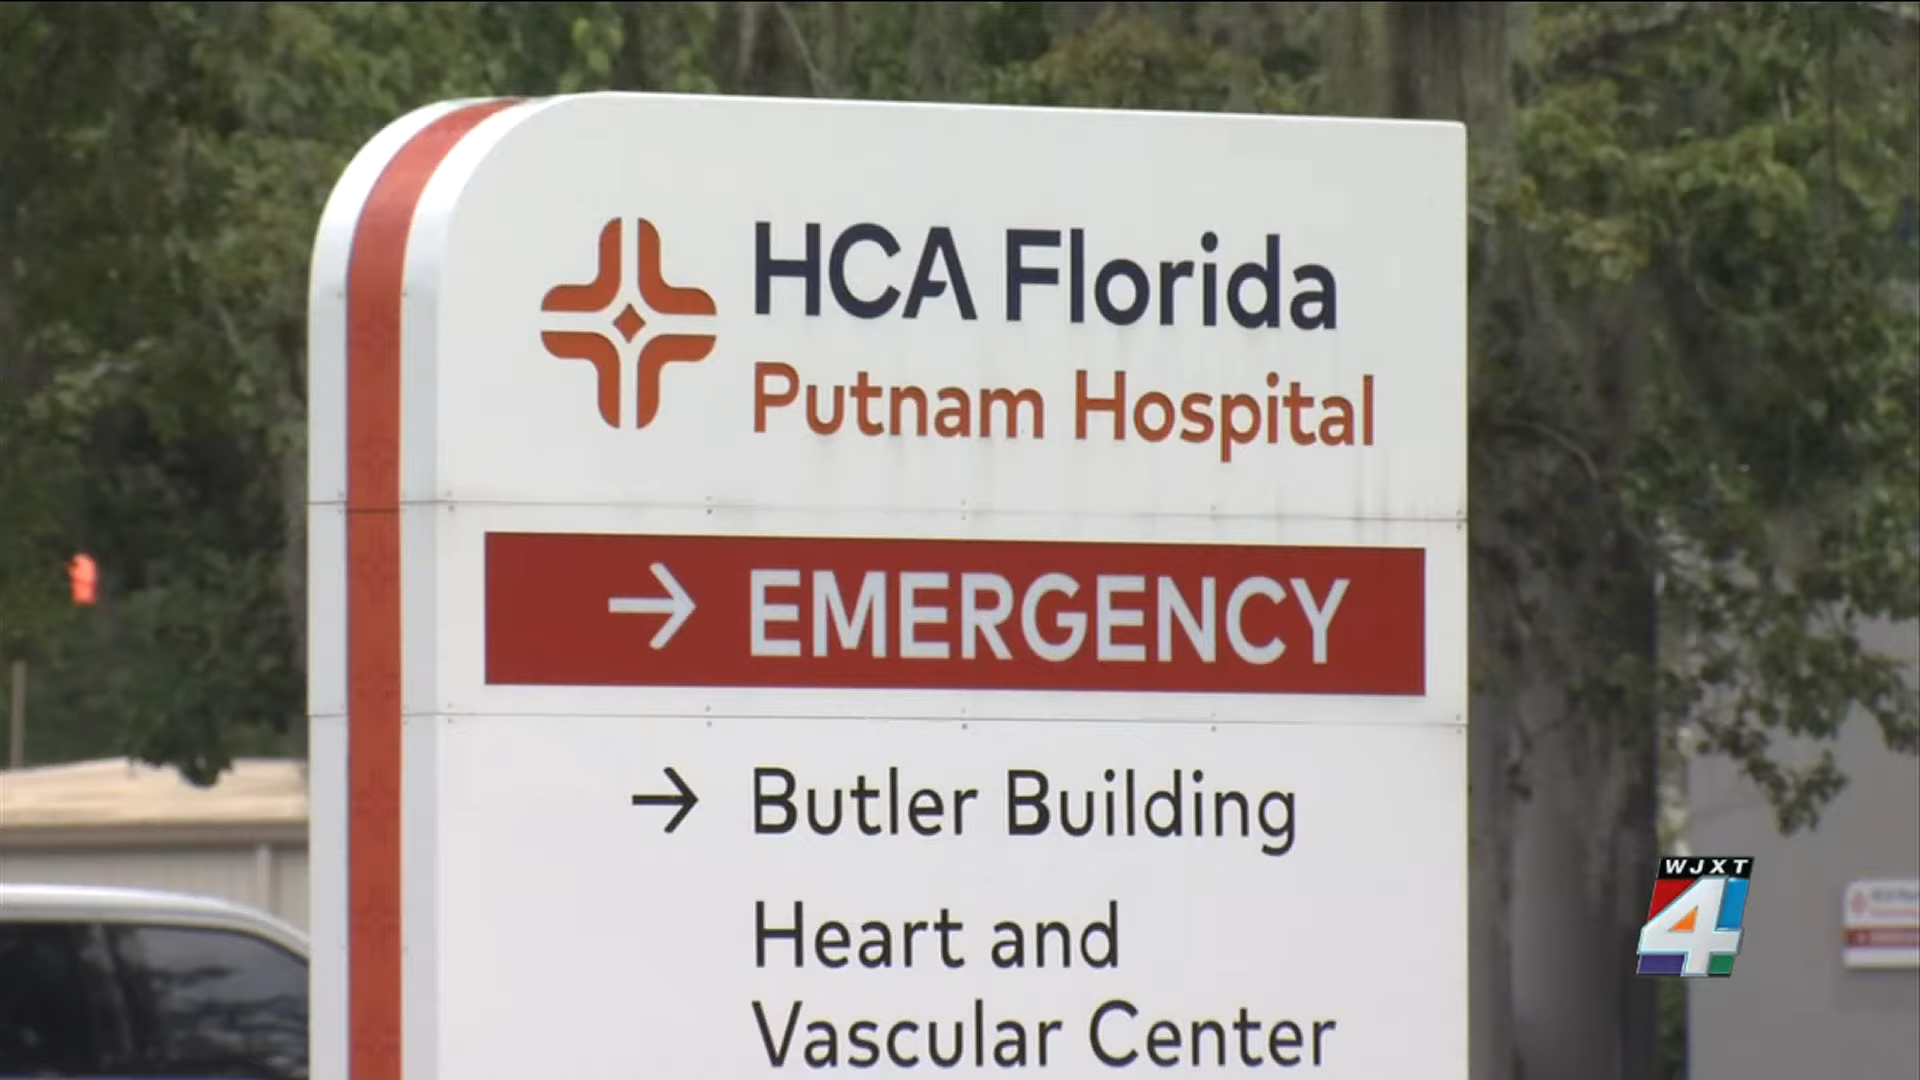 HCA Florida
Putnam Hospital
→ EMERGENCY
→ Butler Building
Heart and
Vascular Center
WJXT
4